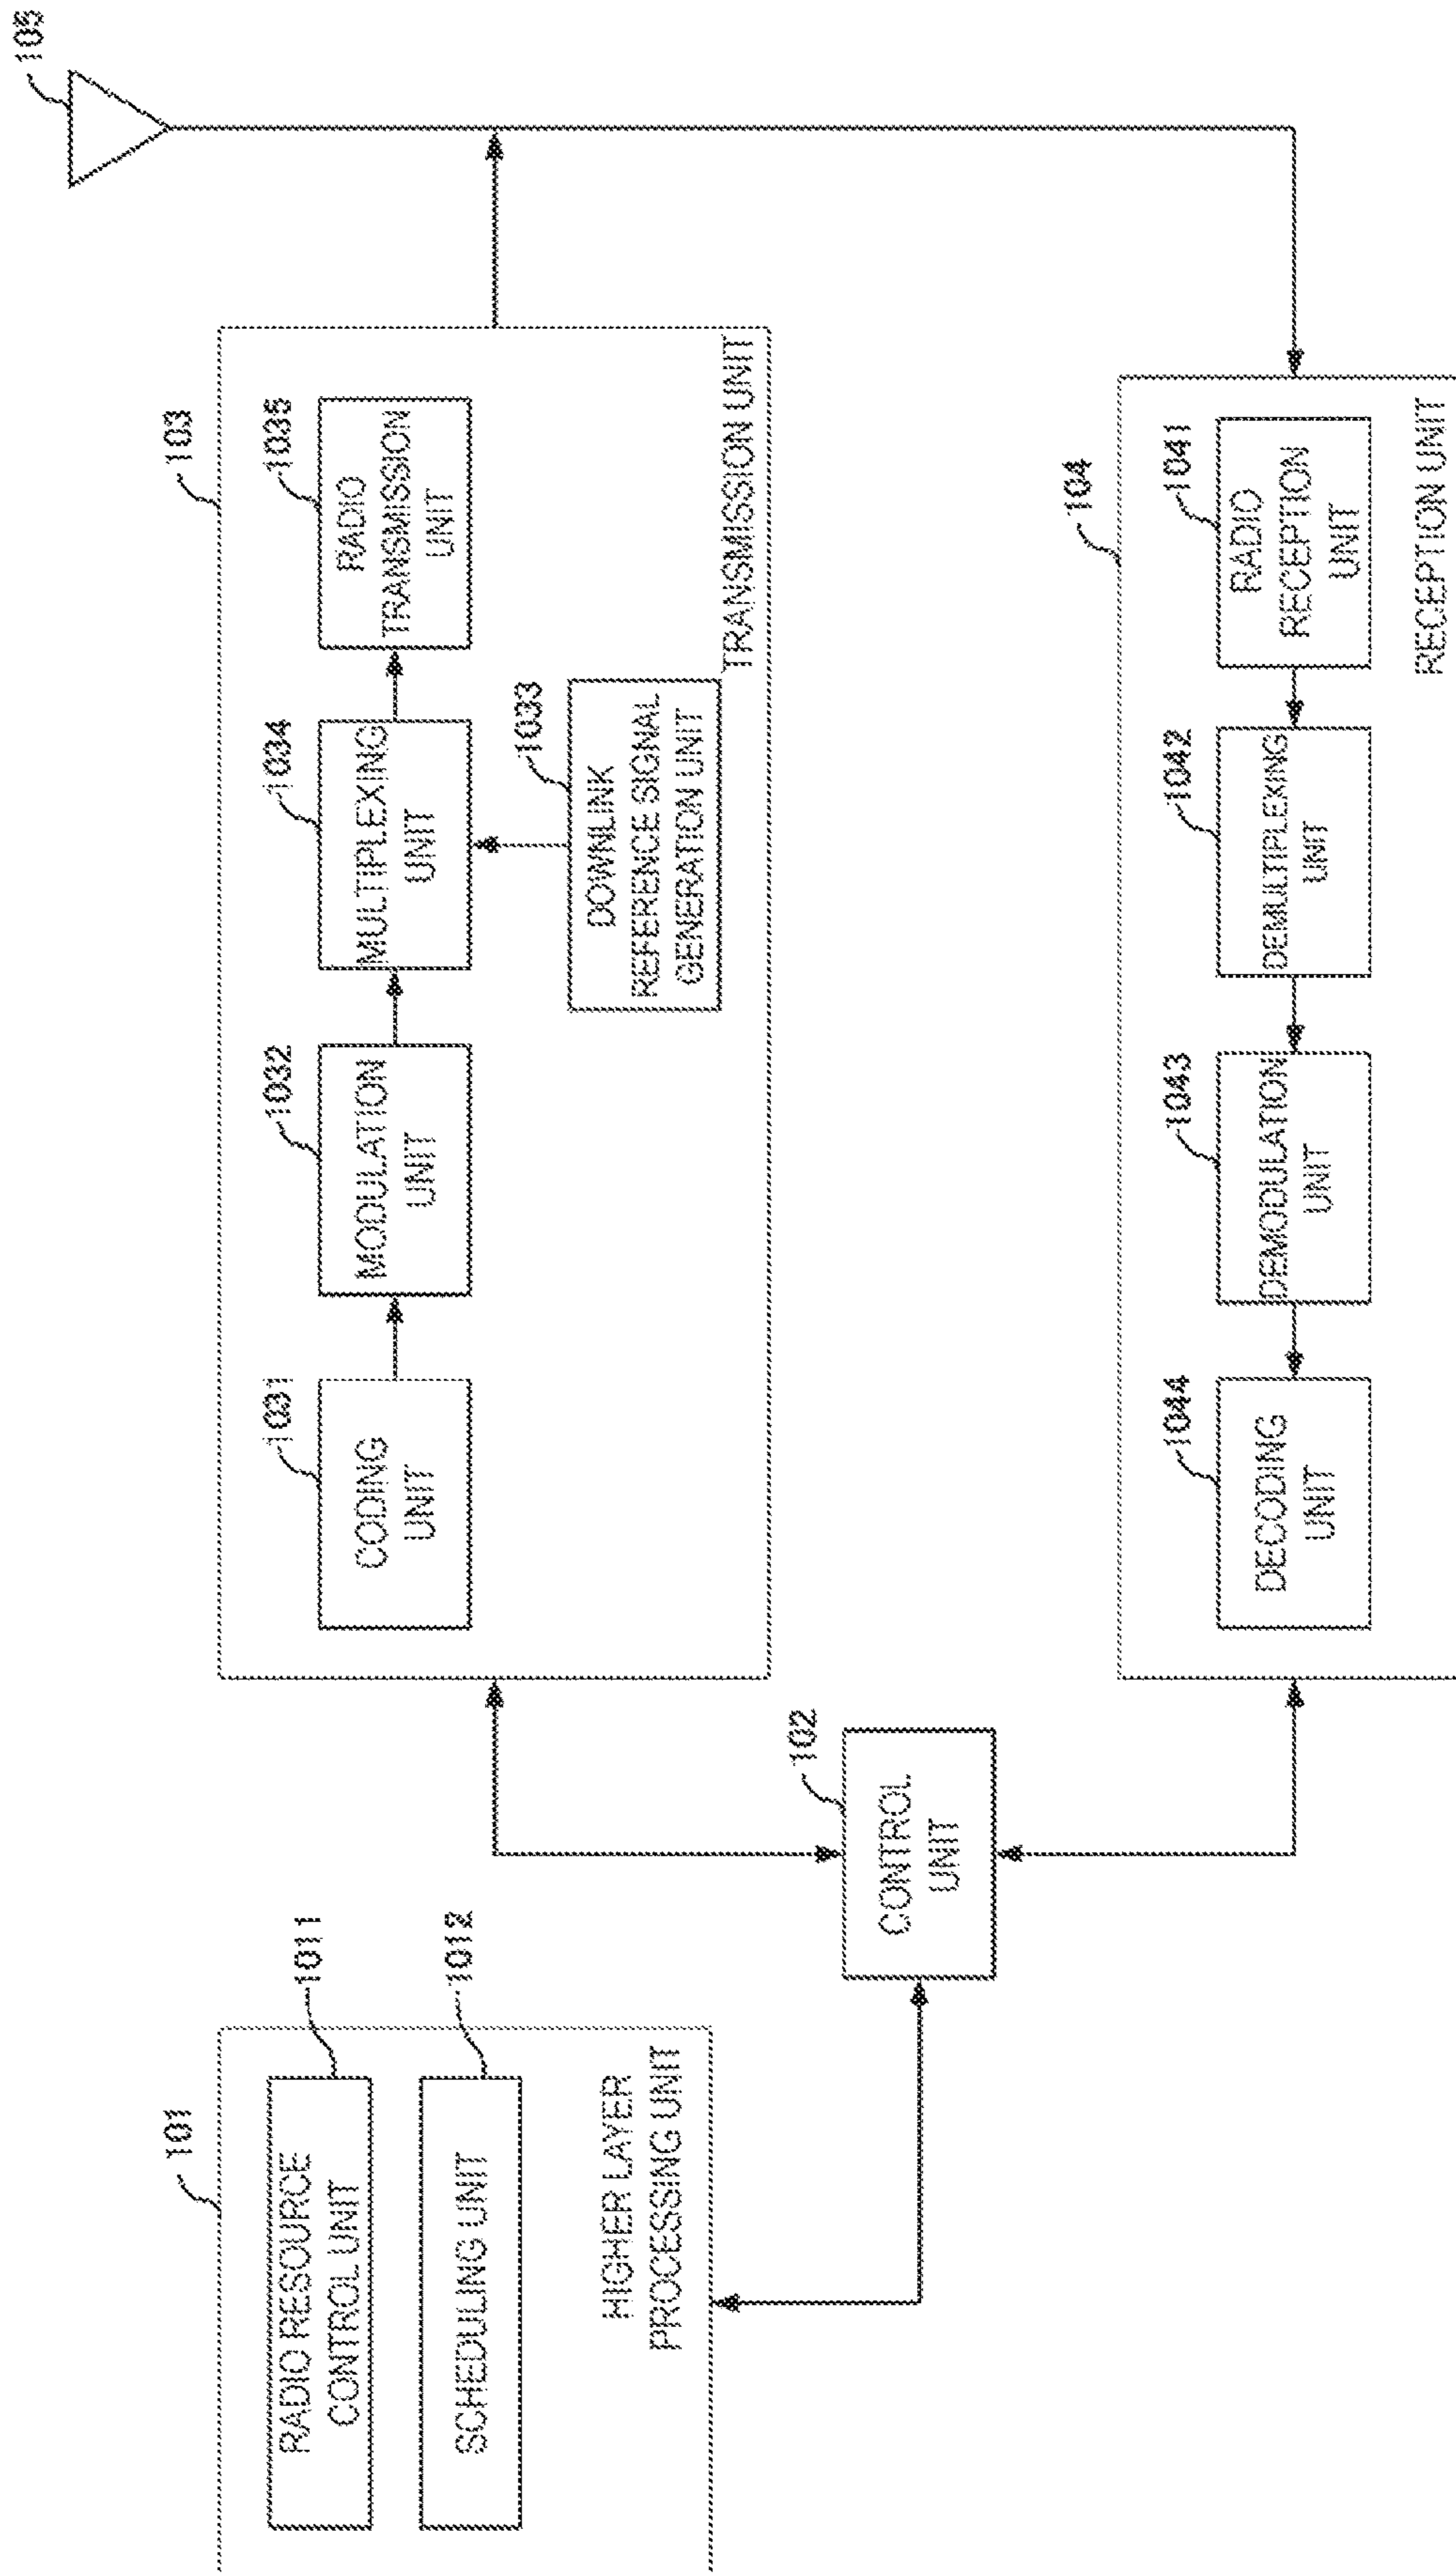 101
RADIO RESOURCE
CONTROL UNIT
1011
SCHEDULING UNIT
1012
HIGHER LAYER
PROCESSING UNIT
102
CONTROL
UNIT
103
1031
CODING
UNIT
1032
MODULATION
UNIT
1034
MULTIPLEXING
UNIT
1035
RADIO
TRANSMISSION
UNIT
1033
DOWNLINK
REFERENCE SIGNAL
GENERATION UNIT
TRANSMISSION UNIT
105
104
1044
DECODING
UNIT
1043
DEMODULATION
UNIT
1042
DEMULTIPLEXING
UNIT
1041
RADIO
RECEPTION
UNIT
RECEPTION UNIT